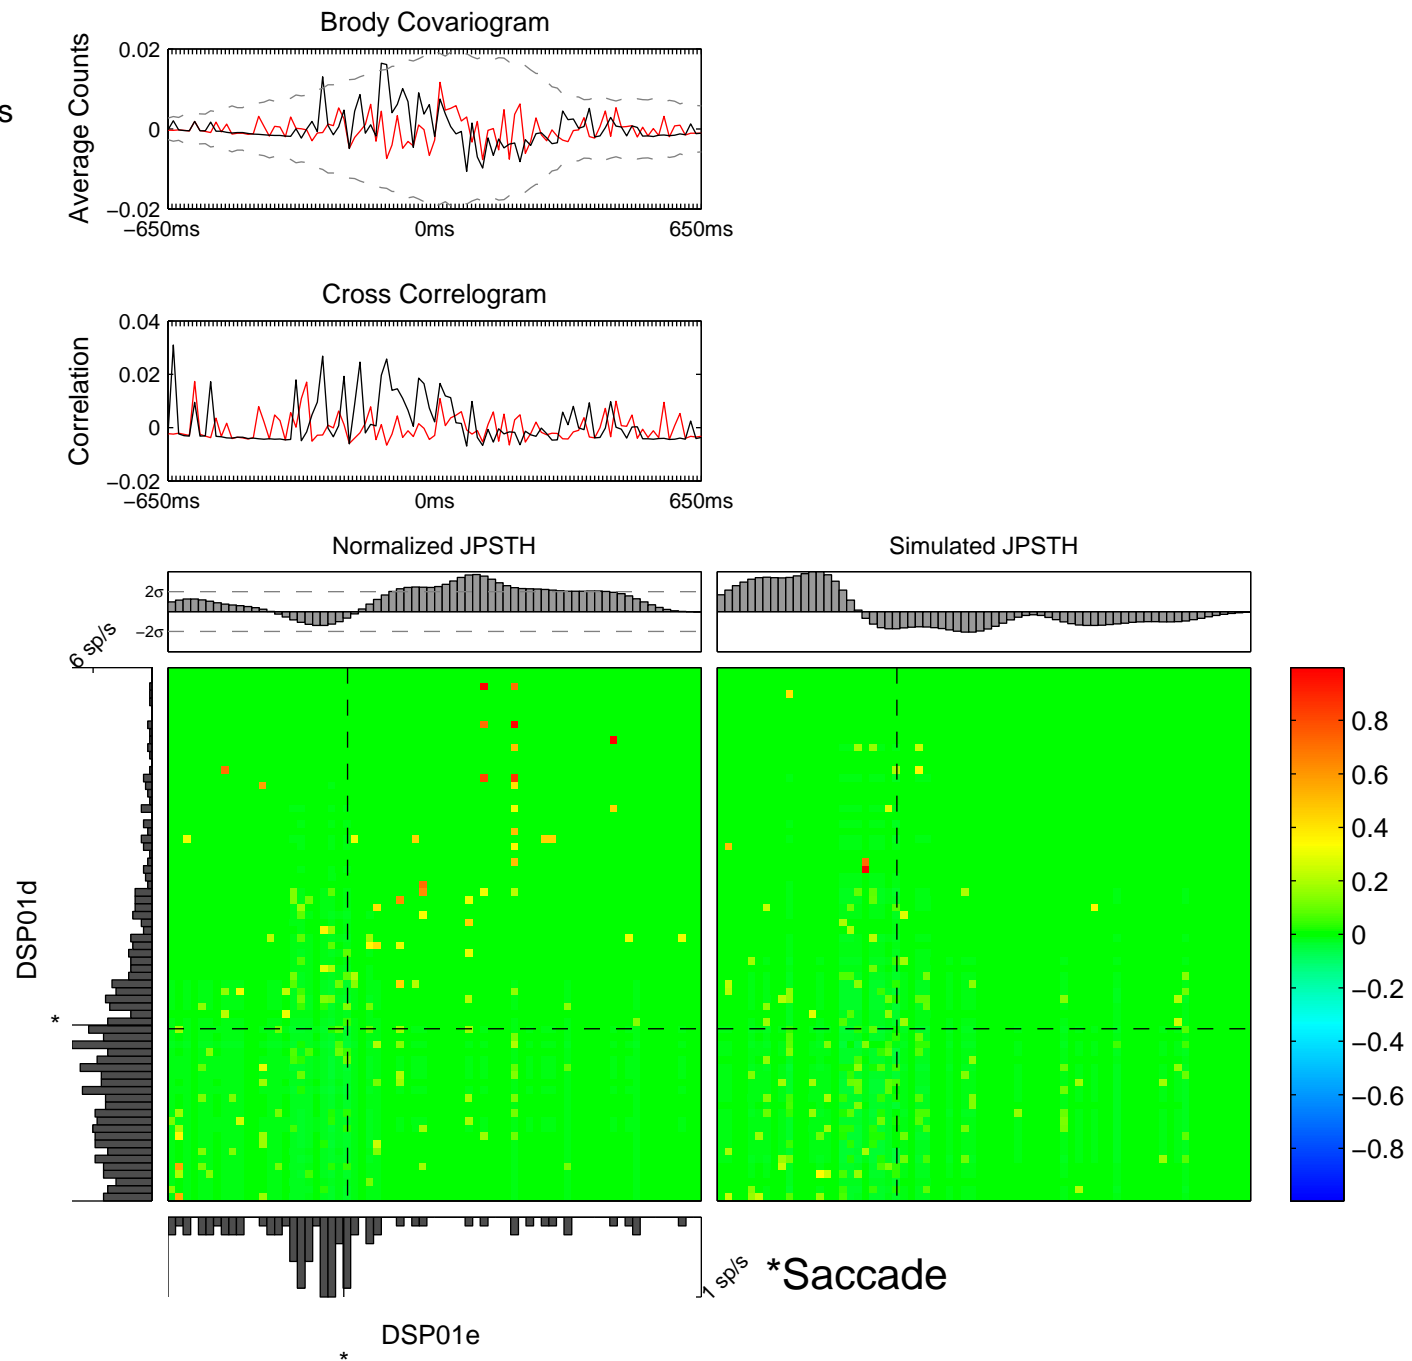 Brody Covariogram
s
Average Counts
0.02
0
−0.02
−650ms 0ms 650ms
Cross Correlogram
Correlation
0.04
0.02
0
−0.02
−650ms 0ms 650ms
Normalized JPSTH
Simulated JPSTH
2σ
−2σ
6 sp/s
DSP01d
*
0.8
0.6
0.4
0.2
0
−0.2
−0.4
−0.6
−0.8
1 sp/s
*Saccade
DSP01e
*